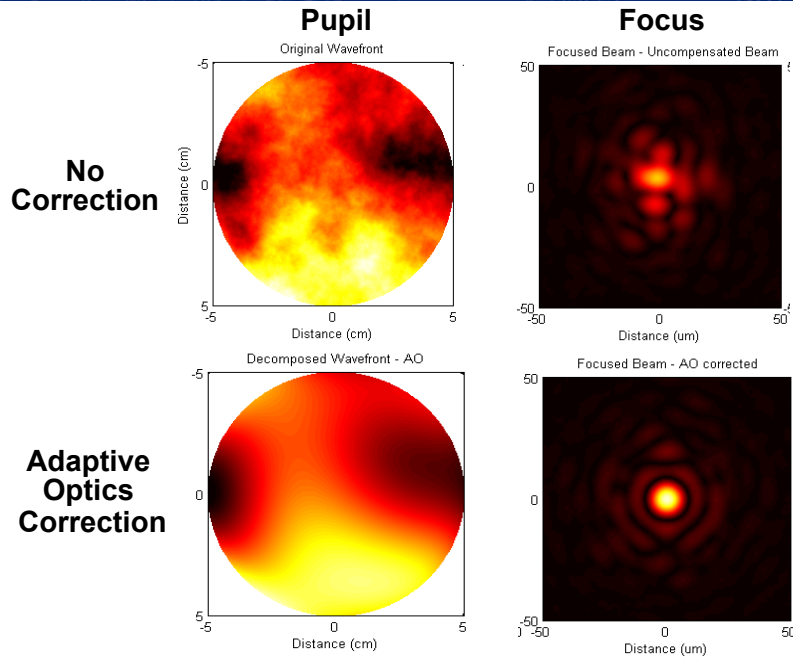 Pupil
Focus
Original Wavefront
Focused Beam - Uncompensated Beam
No
Correction
-5
0
5
Distance (cm)
-5
0
5
Distance (cm)
50
0
-50
-50
0
50
Distance (um)
Decomposed Wavefront - AO
Focused Beam - AO corrected
Adaptive
Optics
Correction
-5
0
5
-5
0
5
Distance (cm)
50
0
-50
-50
0
50
Distance (um)